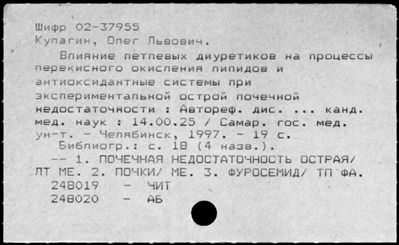 Шифр 02-37955
Кулагин, Олег Львович.
Влияние петлевых диуретиков на процессы
перекисного окисления липидов и
антиоксидантные системы при
экспериментальной острой почечной
недостаточности : Автореф. дис. ... канд.
мед. наук : 14.00.25 / Самар. гос. мед.
ун-т. - Челябинск, 1997. - 19 с.
Библиогр.: с. 18 (4 назв.).
-- 1. ПОЧЕЧНАЯ НЕДОСТАТОЧНОСТЬ ОСТРАЯ/
ЛТ МЕ. 2. ПОЧКИ/ МЕ. 3. ФУРОСЕМИД/ ТП ФА.
248019 - ЧИТ
248020 - АБ